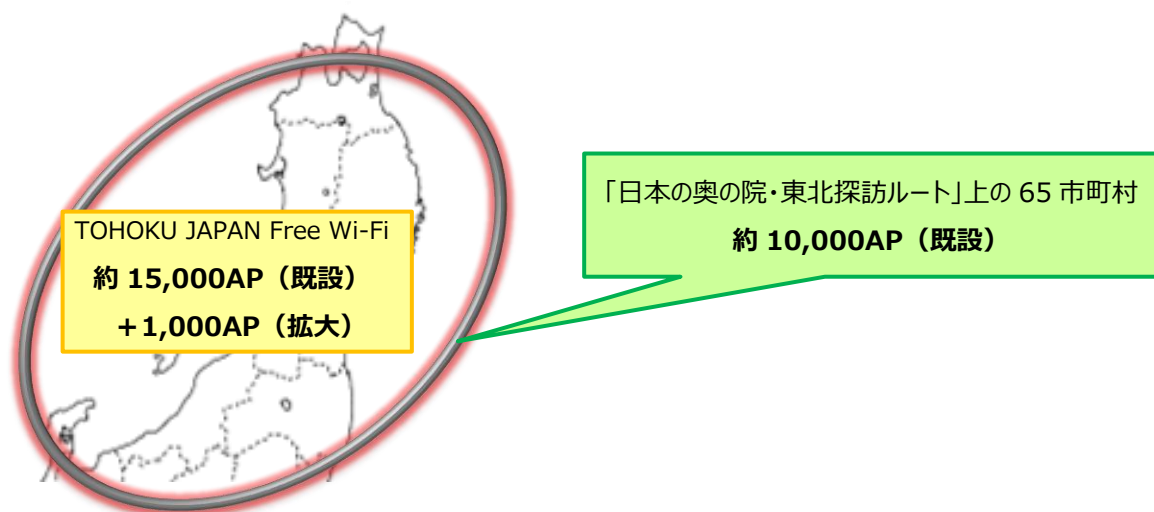 TOHOKU JAPAN Free Wi-Fi
約 15,000AP（既設）
＋1,000AP（拡大）
「日本の奥の院・東北探訪ルート」上の 65 市町村
約 10,000AP（既設）